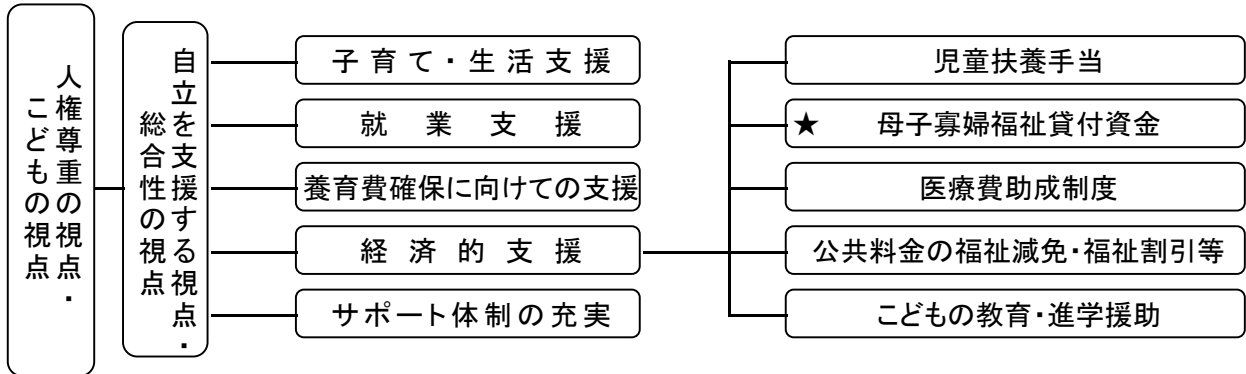 人権尊重の視点・
こどもの視点
自立を支援する視点・
総合性の視点
子育て・生活支援
就業支援
養育費確保に向けての支援
経済的支援
サポート体制の充実
児童扶養手当
★ 母子寡婦福祉貸付資金
医療費助成制度
公共料金の福祉減免・福祉割引等
こどもの教育・進学援助